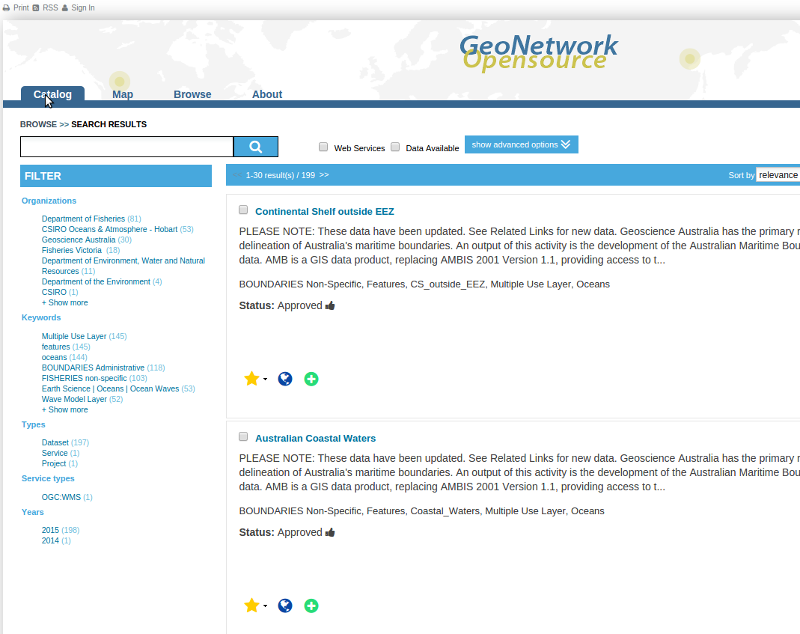 Print RSS Sign In
GeoNetwork
Opensource
Catalog Map Browse About
BROWSE >> SEARCH RESULTS
Web Services Data Available show advanced options
FILTER
1-30 result(s) / 199 >> Sort by relevance
Organizations
Department of Fisheries (81)
CSIRO Oceans & Atmosphere - Hobart (53)
Geoscience Australia (30)
Fisheries Victoria (18)
Department of Environment, Water and Natural
Resources (11)
Department of the Environment (4)
CSIRO (1)
+ Show more
Keywords
Multiple Use Layer (145)
features (145)
oceans (144)
BOUNDARIES Administrative (118)
FISHERIES non-specific (103)
Earth Science | Oceans | Ocean Waves (53)
Wave Model Layer (52)
+ Show more
Types
Dataset (197)
Service (1)
Project (1)
Service types
OGC:WMS (1)
Years
2015 (198)
2014 (1)
Continental Shelf outside EEZ
PLEASE NOTE: These data have been updated. See Related Links for new data. Geoscience Australia has the primary r
delineation of Australia's maritime boundaries. An output of this activity is the development of the Australian Maritime Bou
data. AMB is a GIS data product, replacing AMBIS 2001 Version 1.1, providing access to t...
BOUNDARIES Non-Specific, Features, CS_outside_EEZ, Multiple Use Layer, Oceans
Status: Approved
Australian Coastal Waters
PLEASE NOTE: These data have been updated. See Related Links for new data. Geoscience Australia has the primary r
delineation of Australia's maritime boundaries. An output of this activity is the development of the Australian Maritime Bou
data. AMB is a GIS data product, replacing AMBIS 2001 Version 1.1, providing access to t...
BOUNDARIES Non-Specific, Features, Coastal_Waters, Multiple Use Layer, Oceans
Status: Approved